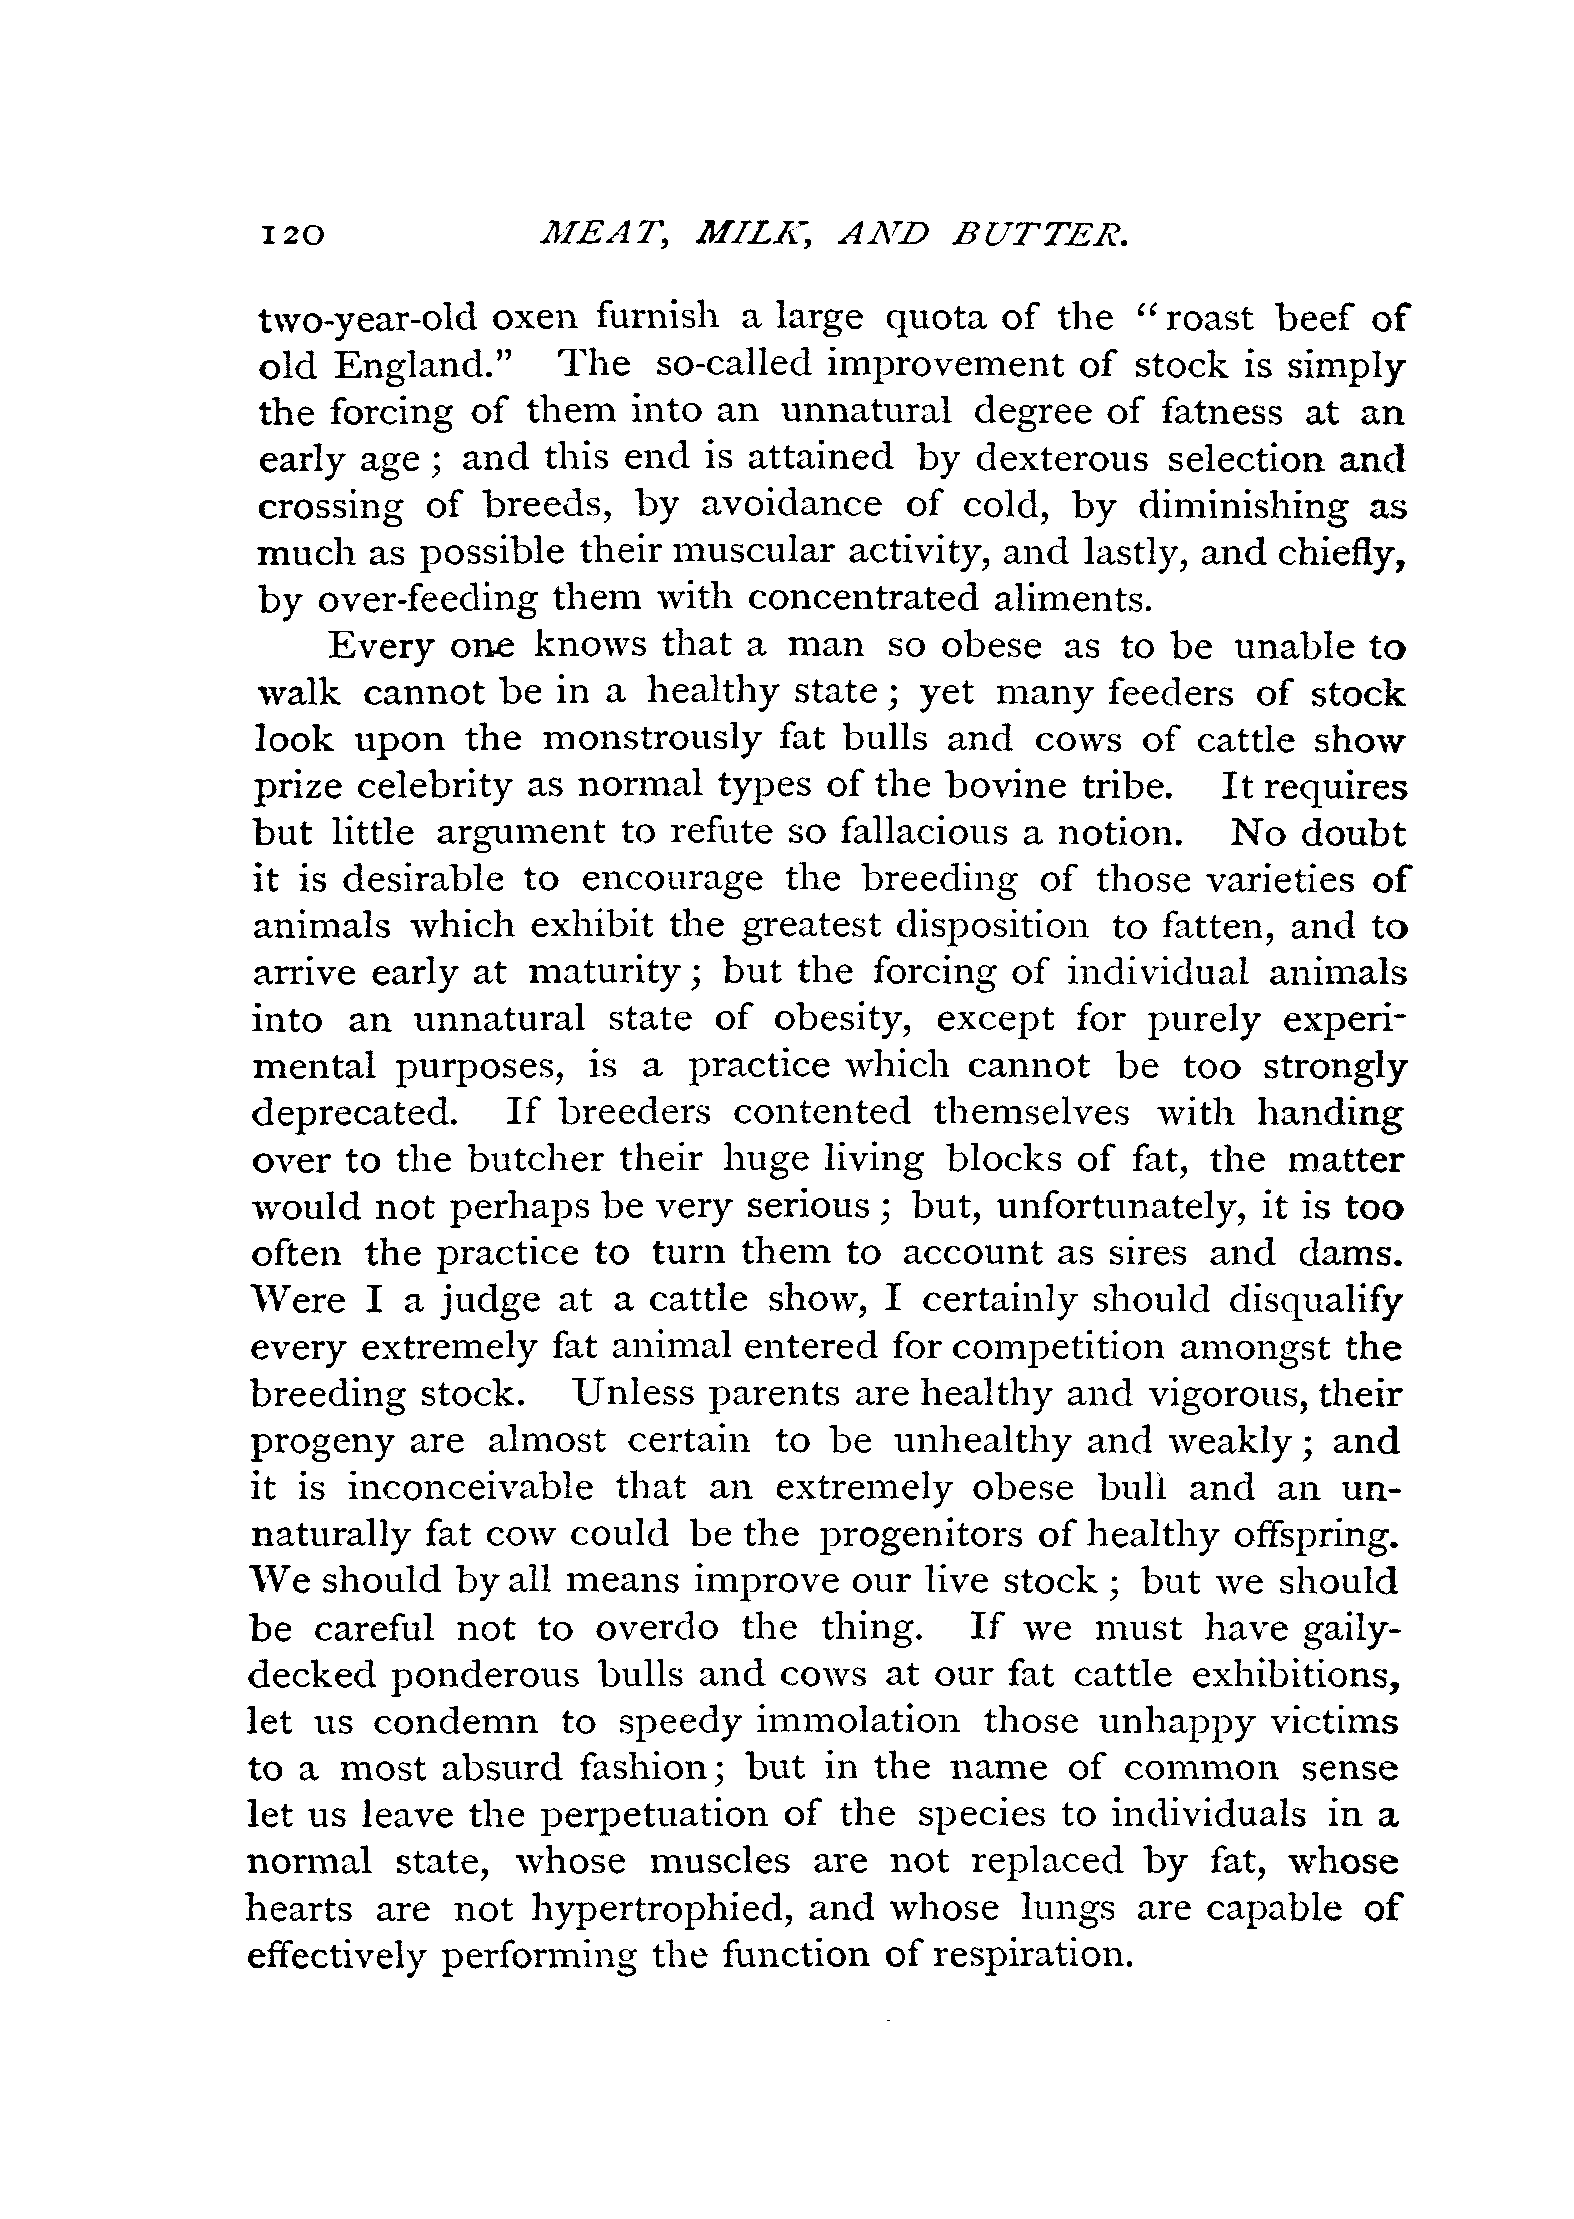 120 MEAT, MILK, AND BUTTER.
two-year-old oxen furnish a large quota of the “roast beef of
old England.” The so-called improvement of stock is simply
the forcing of them into an unnatural degree of fatness at an
early age ; and this end is attained by dexterous selection and
crossing of breeds, by avoidance of cold, by diminishing as
much as possible their muscular activity, and lastly, and chiefly,
by over-feeding them with concentrated aliments.
Every one knows that a man so obese as to be unable to
walk cannot be in a healthy state ; yet many feeders of stock
look upon the monstrously fat bulls and cows of cattle show
prize celebrity as normal types of the bovine tribe. It requires
but little argument to refute so fallacious a notion. No doubt
it is desirable to encourage the breeding of those varieties of
animals which exhibit the greatest disposition to fatten, and to
arrive early at maturity ; but the forcing of individual animals
into an unnatural state of obesity, except for purely experi-
mental purposes, is a practice which cannot be too strongly
deprecated. If breeders contented themselves with handing
over to the butcher their huge living blocks of fat, the matter
would not perhaps be very serious ; but, unfortunately, it is too
often the practice to turn them to account as sires and dams.
Were I a judge at a cattle show, I certainly should disqualify
every extremely fat animal entered for competition amongst the
breeding stock. Unless parents are healthy and vigorous, their
progeny are almost certain to be unhealthy and weakly ; and
it is inconceivable that an extremely obese bull and an un-
naturally fat cow could be the progenitors of healthy offspring.
We should by all means improve our live stock ; but we should
be careful not to overdo the thing. If we must have gaily-
decked ponderous bulls and cows at our fat cattle exhibitions,
let us condemn to speedy immolation those unhappy victims
to a most absurd fashion; but in the name of common sense
let us leave the perpetuation of the species to individuals in a
normal state, whose muscles are not replaced by fat, whose
hearts are not hypertrophied, and whose lungs are capable of
effectively performing the function of respiration.